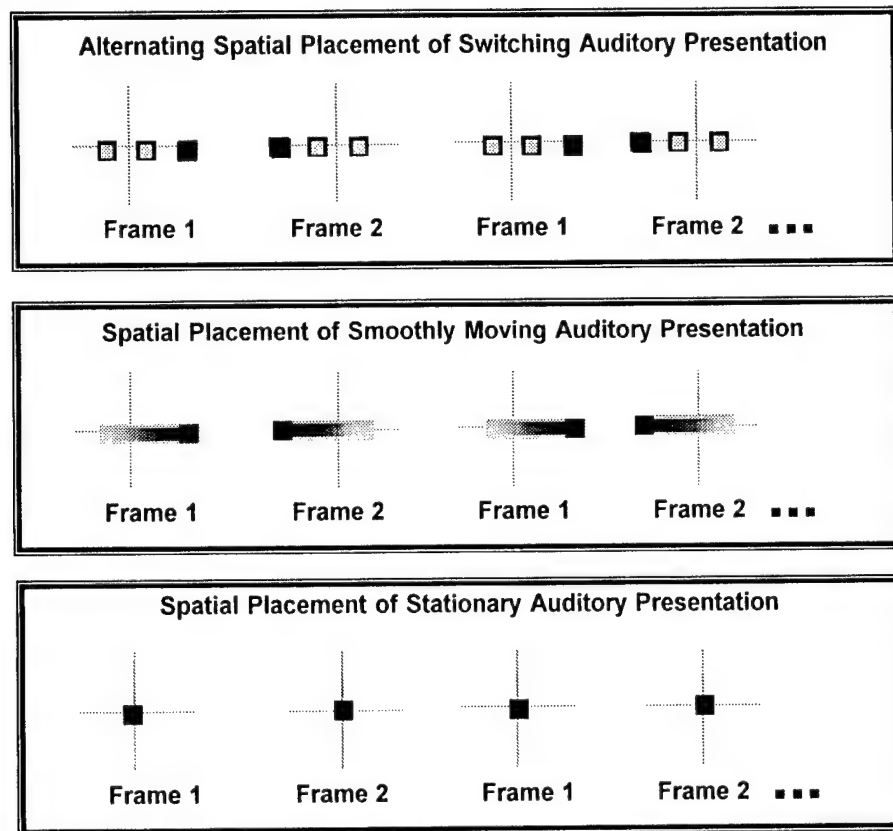 Alternating Spatial Placement of Switching Auditory Presentation
Frame 1 Frame 2 Frame 1 Frame 2 ...
Spatial Placement of Smoothly Moving Auditory Presentation
Frame 1 Frame 2 Frame 1 Frame 2 ...
Spatial Placement of Stationary Auditory Presentation
Frame 1 Frame 2 Frame 1 Frame 2 ...